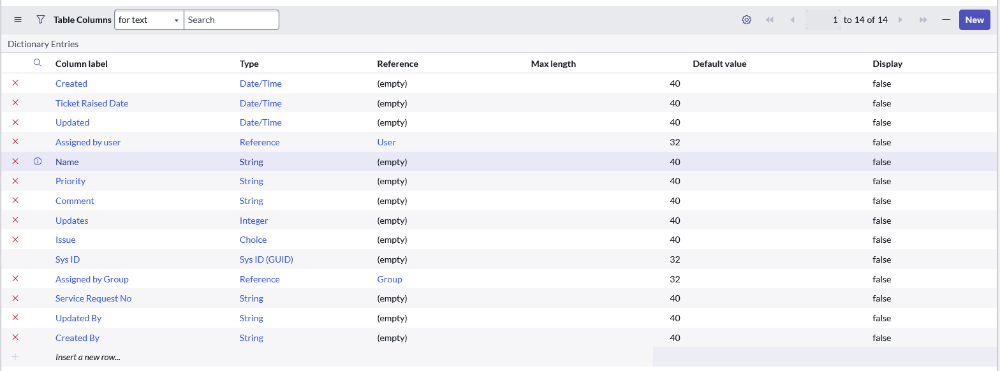 Table Columns for text Search 1 to 14 of 14 New
Dictionary Entries
Column label Type Reference Max length Default value Display
Created Date/Time (empty) 40 false
Ticket Raised Date Date/Time (empty) 40 false
Updated Date/Time (empty) 40 false
Assigned by user Reference User 32 false
Name String (empty) 40 false
Priority String (empty) 40 false
Comment String (empty) 40 false
Updates Integer (empty) 40 false
Issue Choice (empty) 40 false
Sys ID Sys ID (GUID) (empty) 32 false
Assigned by Group Reference Group 32 false
Service Request No String (empty) 40 false
Updated By String (empty) 40 false
Created By String (empty) 40 false
Insert a new row...